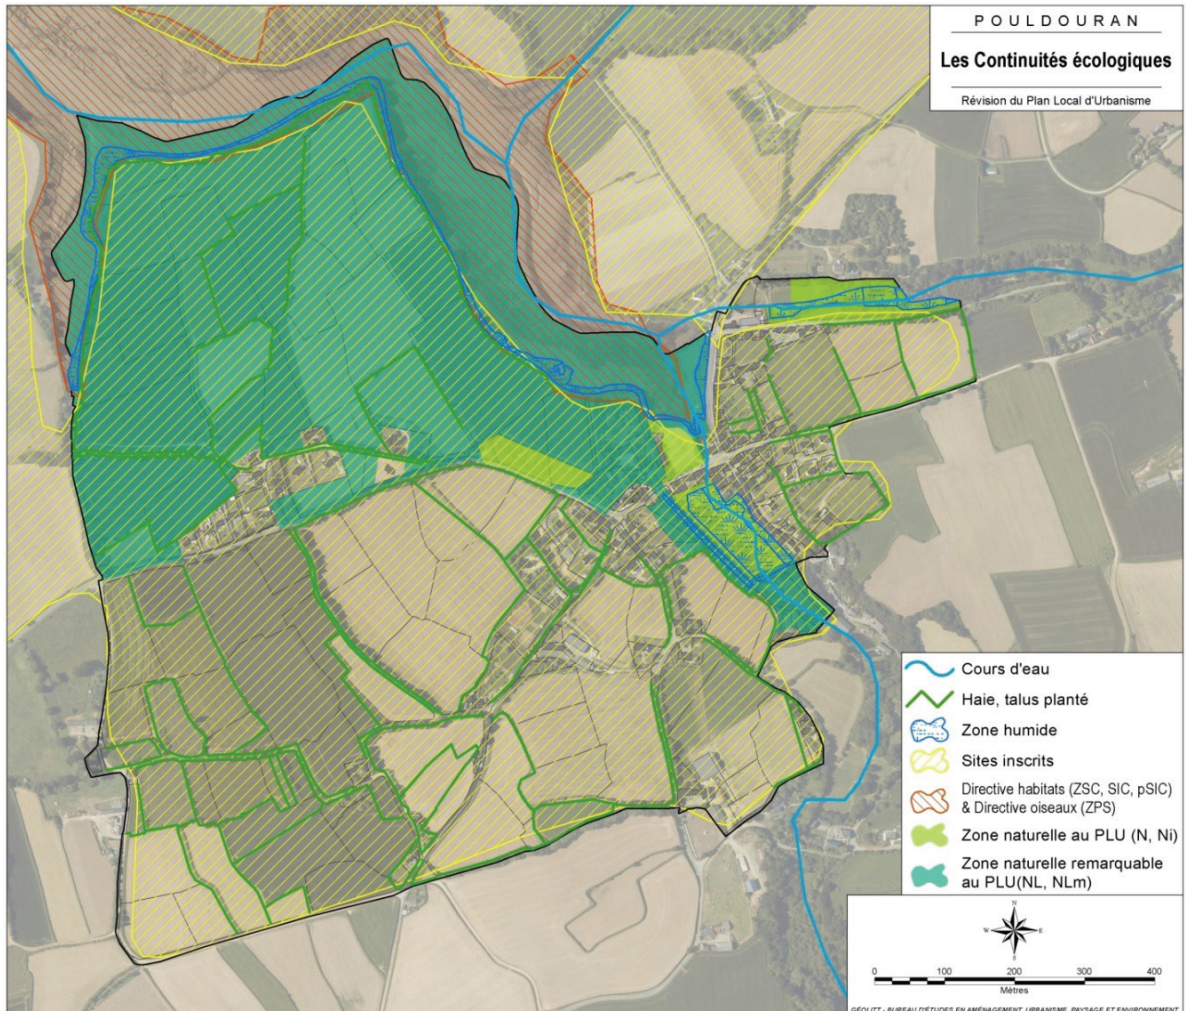 POULDOURAN
Les Continuités écologiques
Révision du Plan Local d'Urbanisme
Cours d'eau
Haie, talus planté
Zone humide
Sites inscrits
Directive habitats (ZSC, SIC, pSIC)
& Directive oiseaux (ZPS)
Zone naturelle au PLU (N, Ni)
Zone naturelle remarquable
au PLU(NL, NLm)
N
W E
S
0 100 200 300 400
Mètres
GÉOLITT - BUREAU D'ÉTUDES EN AMÉNAGEMENT, URBANISME, PAYSAGE ET ENVIRONNEMENT